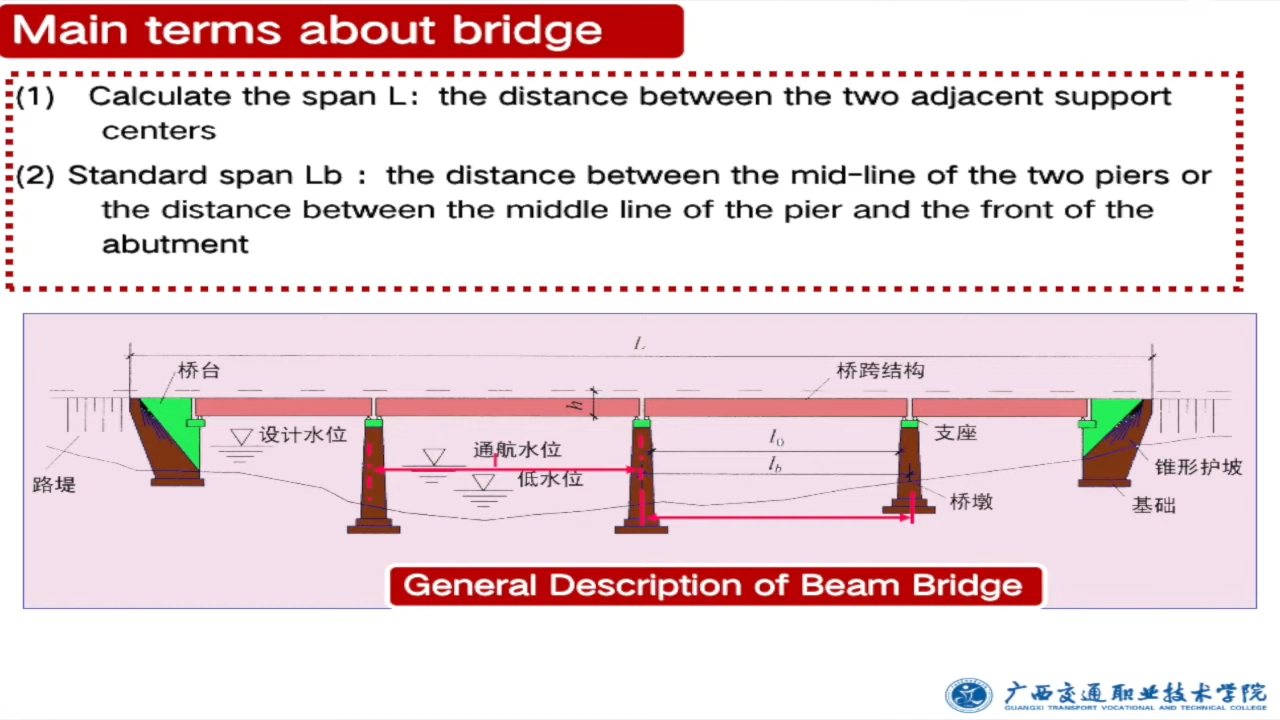 Main terms about bridge
(1) Calculate the span L: the distance between the two adjacent support
centers
(2) Standard span Lb : the distance between the mid-line of the two piers or
the distance between the middle line of the pier and the front of the
abutment
L
桥台
桥跨结构
h
设计水位
通航水位
l0
支座
低水位
lb
锥形护坡
路堤
桥墩
基础
General Description of Beam Bridge
广西交通职业技术学院
GUANGXI TRANSPORT VOCATIONAL AND TECHNICAL COLLEGE